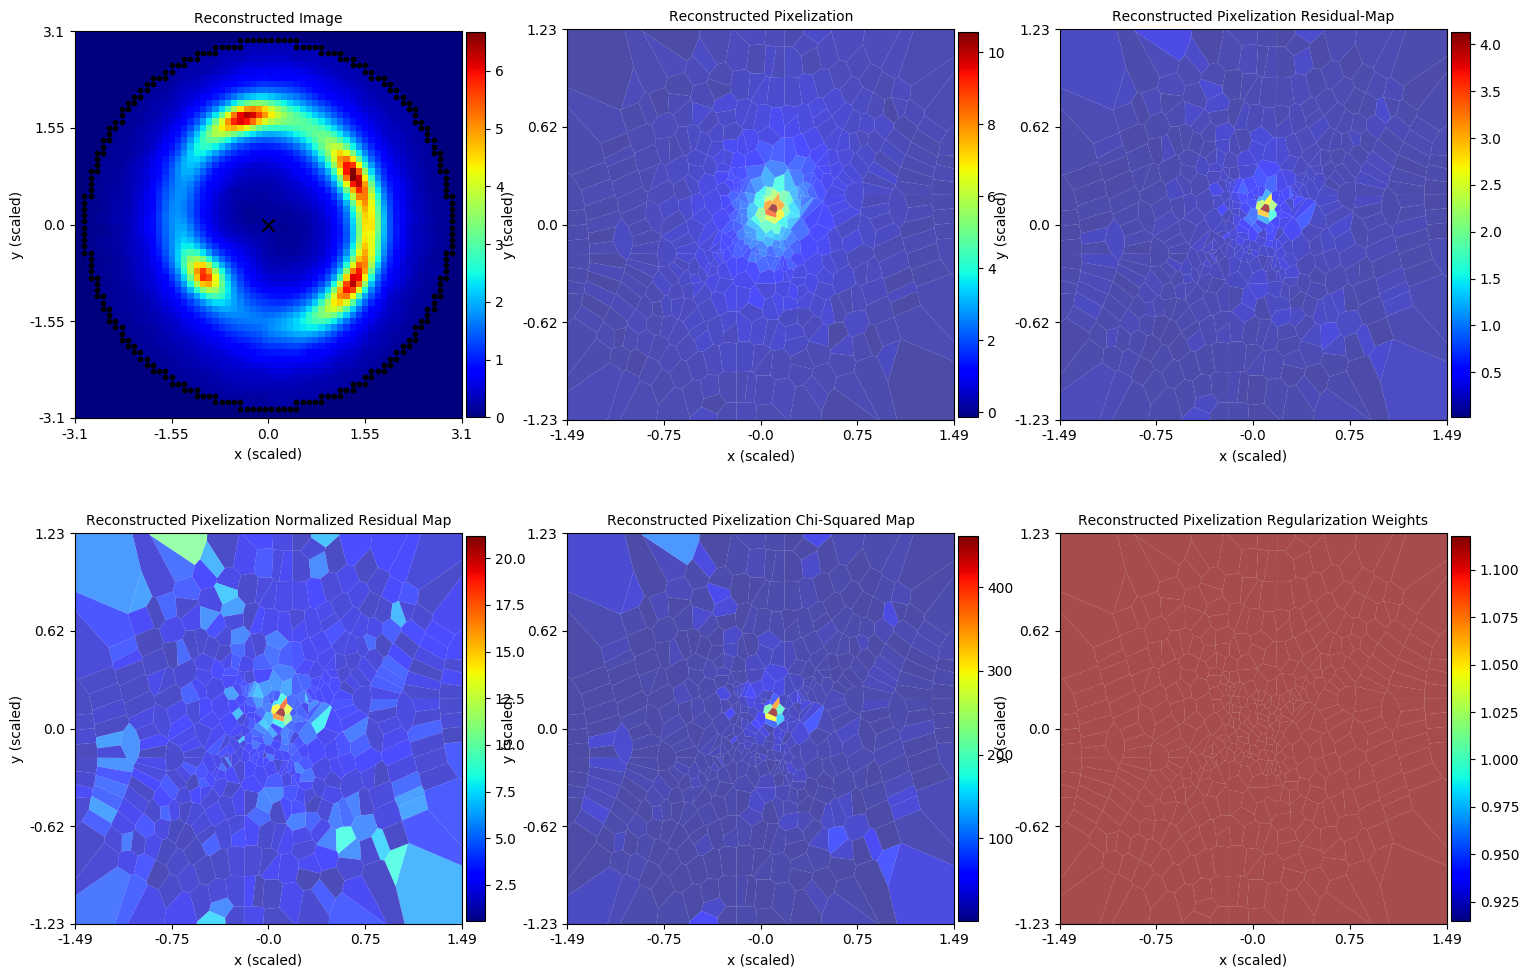 Reconstructed Image
3.1
1.55
0.0
-1.55
-3.1
-3.1 -1.55 0.0 1.55 3.1
x (scaled)
y (scaled)
6
5
4
3
2
1
0
Reconstructed Pixelization
1.23
0.62
0.0
-0.62
-1.23
-1.49 -0.75 -0.0 0.75 1.49
x (scaled)
y (scaled)
10
8
6
4
2
0
Reconstructed Pixelization Residual-Map
1.23
0.62
0.0
-0.62
-1.23
-1.49 -0.75 -0.0 0.75 1.49
x (scaled)
y (scaled)
4.0
3.5
3.0
2.5
2.0
1.5
1.0
0.5
Reconstructed Pixelization Normalized Residual Map
1.23
0.62
0.0
-0.62
-1.23
-1.49 -0.75 -0.0 0.75 1.49
x (scaled)
y (scaled)
20.0
17.5
15.0
12.5
10.0
7.5
5.0
2.5
Reconstructed Pixelization Chi-Squared Map
1.23
0.62
0.0
-0.62
-1.23
-1.49 -0.75 -0.0 0.75 1.49
x (scaled)
y (scaled)
400
300
200
100
Reconstructed Pixelization Regularization Weights
1.23
0.62
0.0
-0.62
-1.23
-1.49 -0.75 -0.0 0.75 1.49
x (scaled)
y (scaled)
1.100
1.075
1.050
1.025
1.000
0.975
0.950
0.925